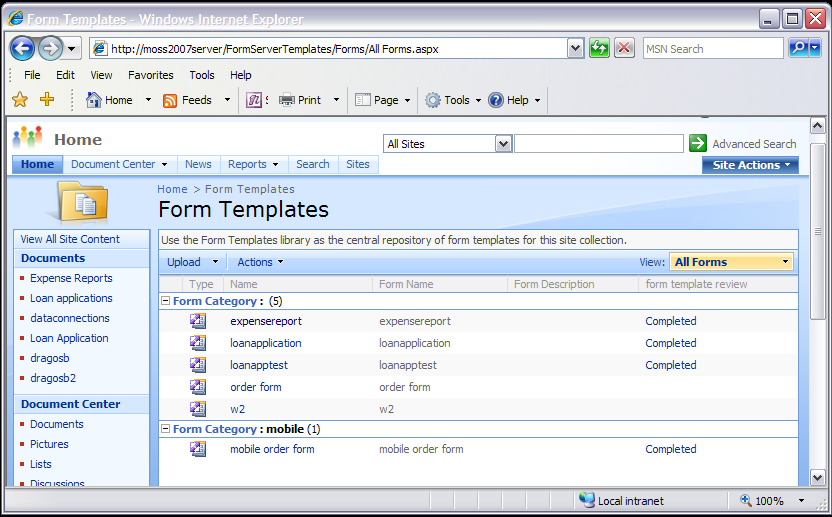 Form Templates - Windows Internet Explorer
http://moss2007server/FormServerTemplates/Forms/All Forms.aspx
MSN Search
File Edit View Favorites Tools Help
Home Feeds Print Page Tools Help
Home
All Sites
Advanced Search
Home Document Center News Reports Search Sites
Site Actions
Home > Form Templates
Form Templates
View All Site Content
Documents
Expense Reports
Loan applications
dataconnections
Loan Application
dragosb
dragosb2
Document Center
Documents
Pictures
Lists
Discussions
Use the Form Templates library as the central repository of form templates for this site collection.
Upload Actions View: All Forms
Type Name Form Name Form Description form template review
Form Category : (5)
expensereport expensereport Completed
loanapplication loanapplication Completed
loanapptest loanapptest Completed
order form order form
w2 w2
Form Category : mobile (1)
mobile order form mobile order form Completed
Local intranet 100%